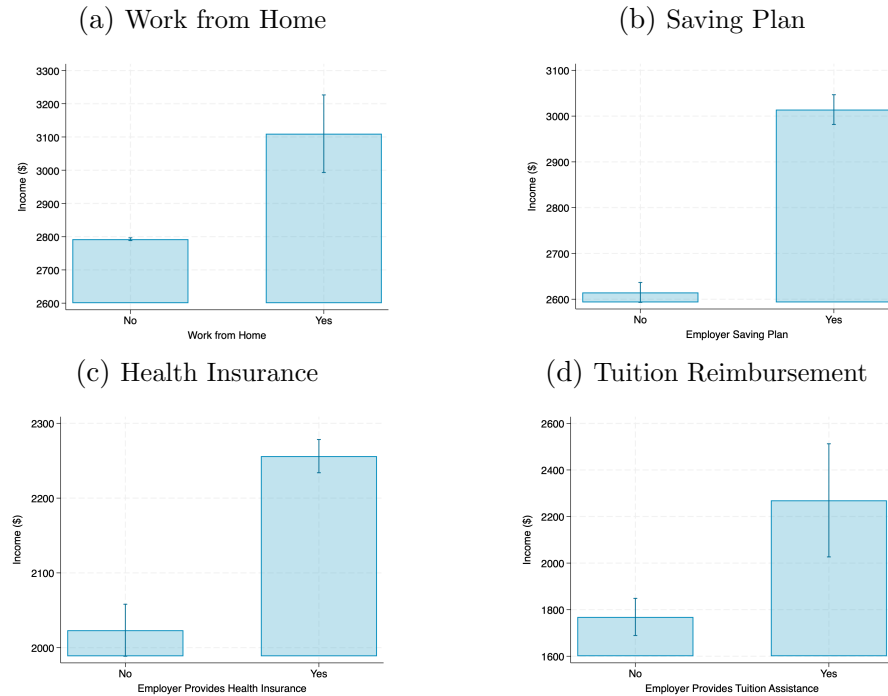 (a) Work from Home
3300
3200
3100
3000
2900
2800
2700
2600
Income ($)
No
Yes
Work from Home
(b) Saving Plan
3100
3000
2900
2800
2700
2600
Income ($)
No
Yes
Employer Saving Plan
(c) Health Insurance
2300
2200
2100
2000
Income ($)
No
Yes
Employer Provides Health Insurance
(d) Tuition Reimbursement
2600
2400
2200
2000
1800
1600
Income ($)
No
Yes
Employer Provides Tuition Assistance